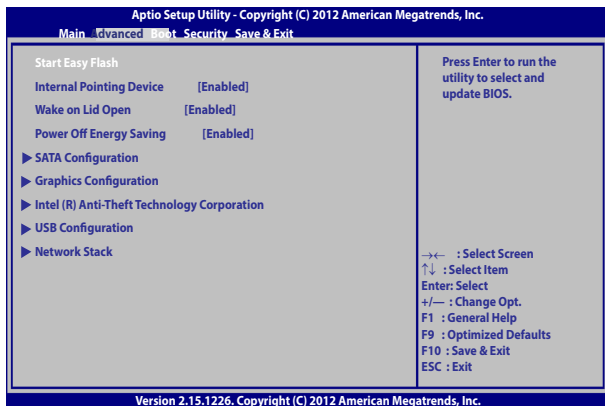 Aptio Setup Utility - Copyright (C) 2012 American Megatrends, Inc.
Main Advanced Boot Security Save & Exit
Start Easy Flash
Internal Pointing Device [Enabled]
Wake on Lid Open [Enabled]
Power Off Energy Saving [Enabled]
SATA Configuration
Graphics Configuration
Intel (R) Anti-Theft Technology Corporation
USB Configuration
Network Stack
Press Enter to run the
utility to select and
update BIOS.
→← : Select Screen
↑↓ : Select Item
Enter: Select
+/— : Change Opt.
F1 : General Help
F9 : Optimized Defaults
F10 : Save & Exit
ESC : Exit
Version 2.15.1226. Copyright (C) 2012 American Megatrends, Inc.